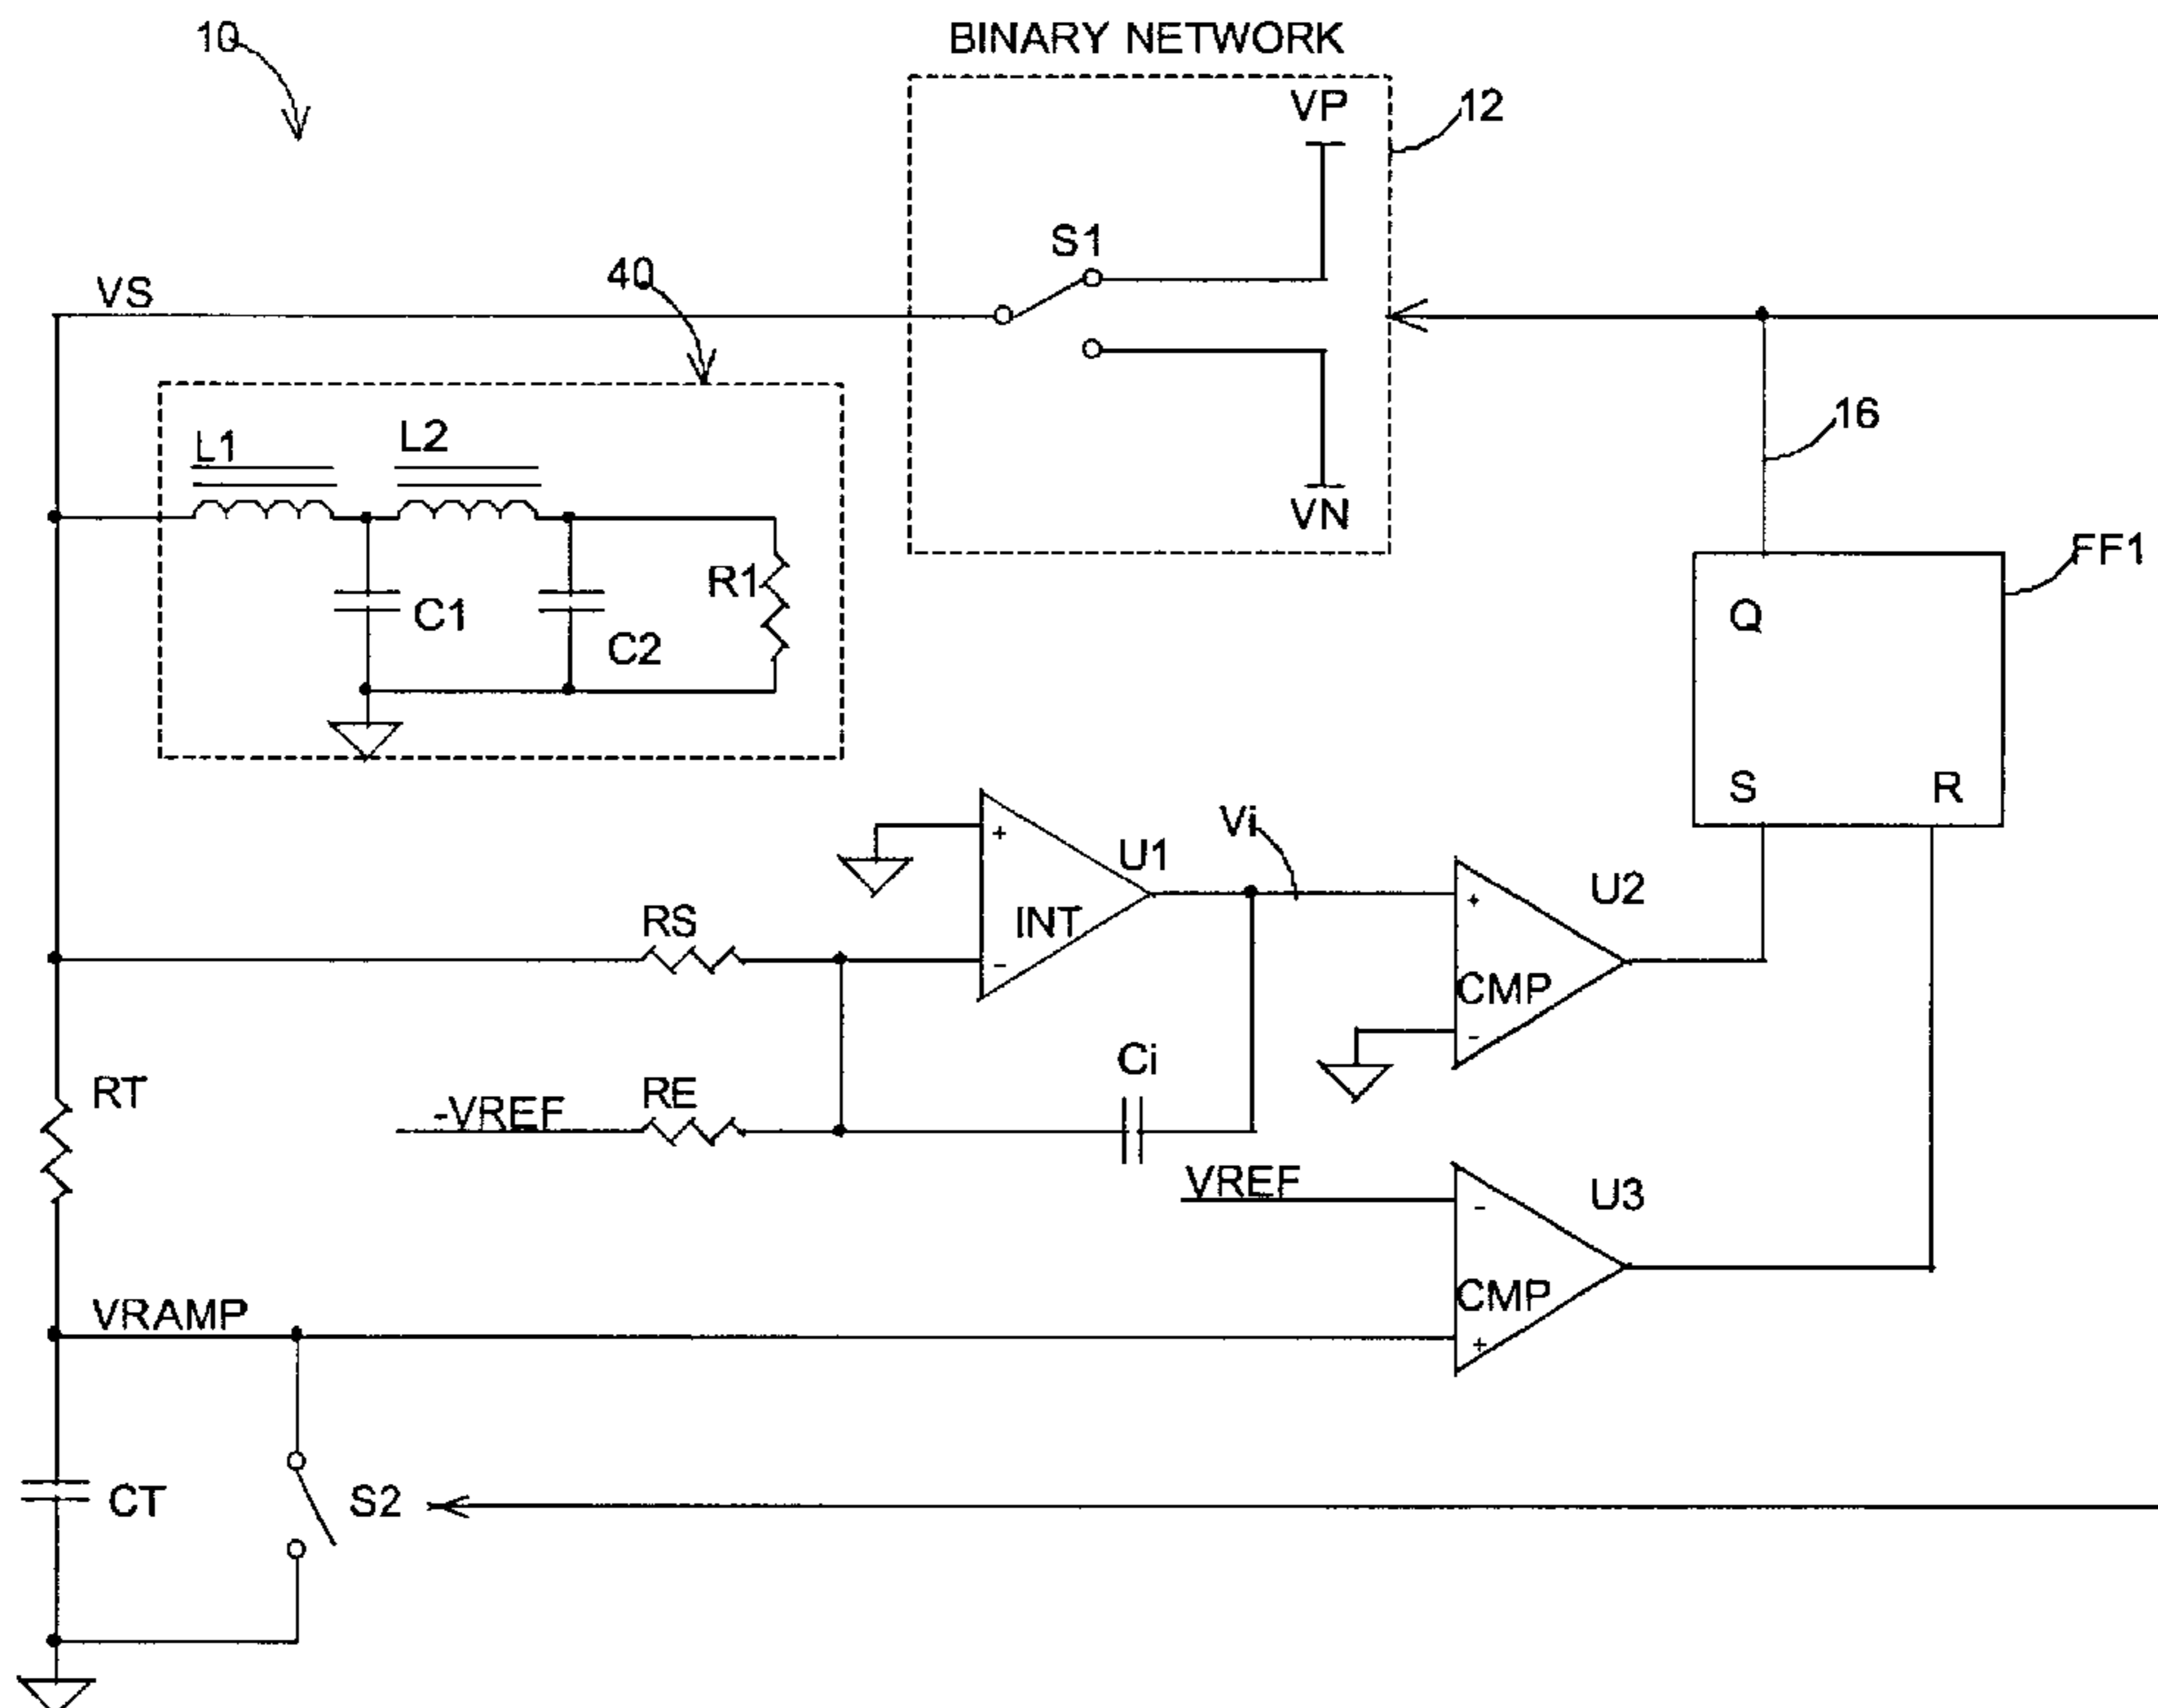 10
BINARY NETWORK
VP
12
S1
40
VS
L1
L2
VN
16
FF1
R1
C1
C2
Q
S
R
+
U1
Vi
INT
-
RS
+
U2
CMP
-
Ci
RT
-VREF
RE
VREF
-
U3
CMP
+
VRAMP
CT
S2